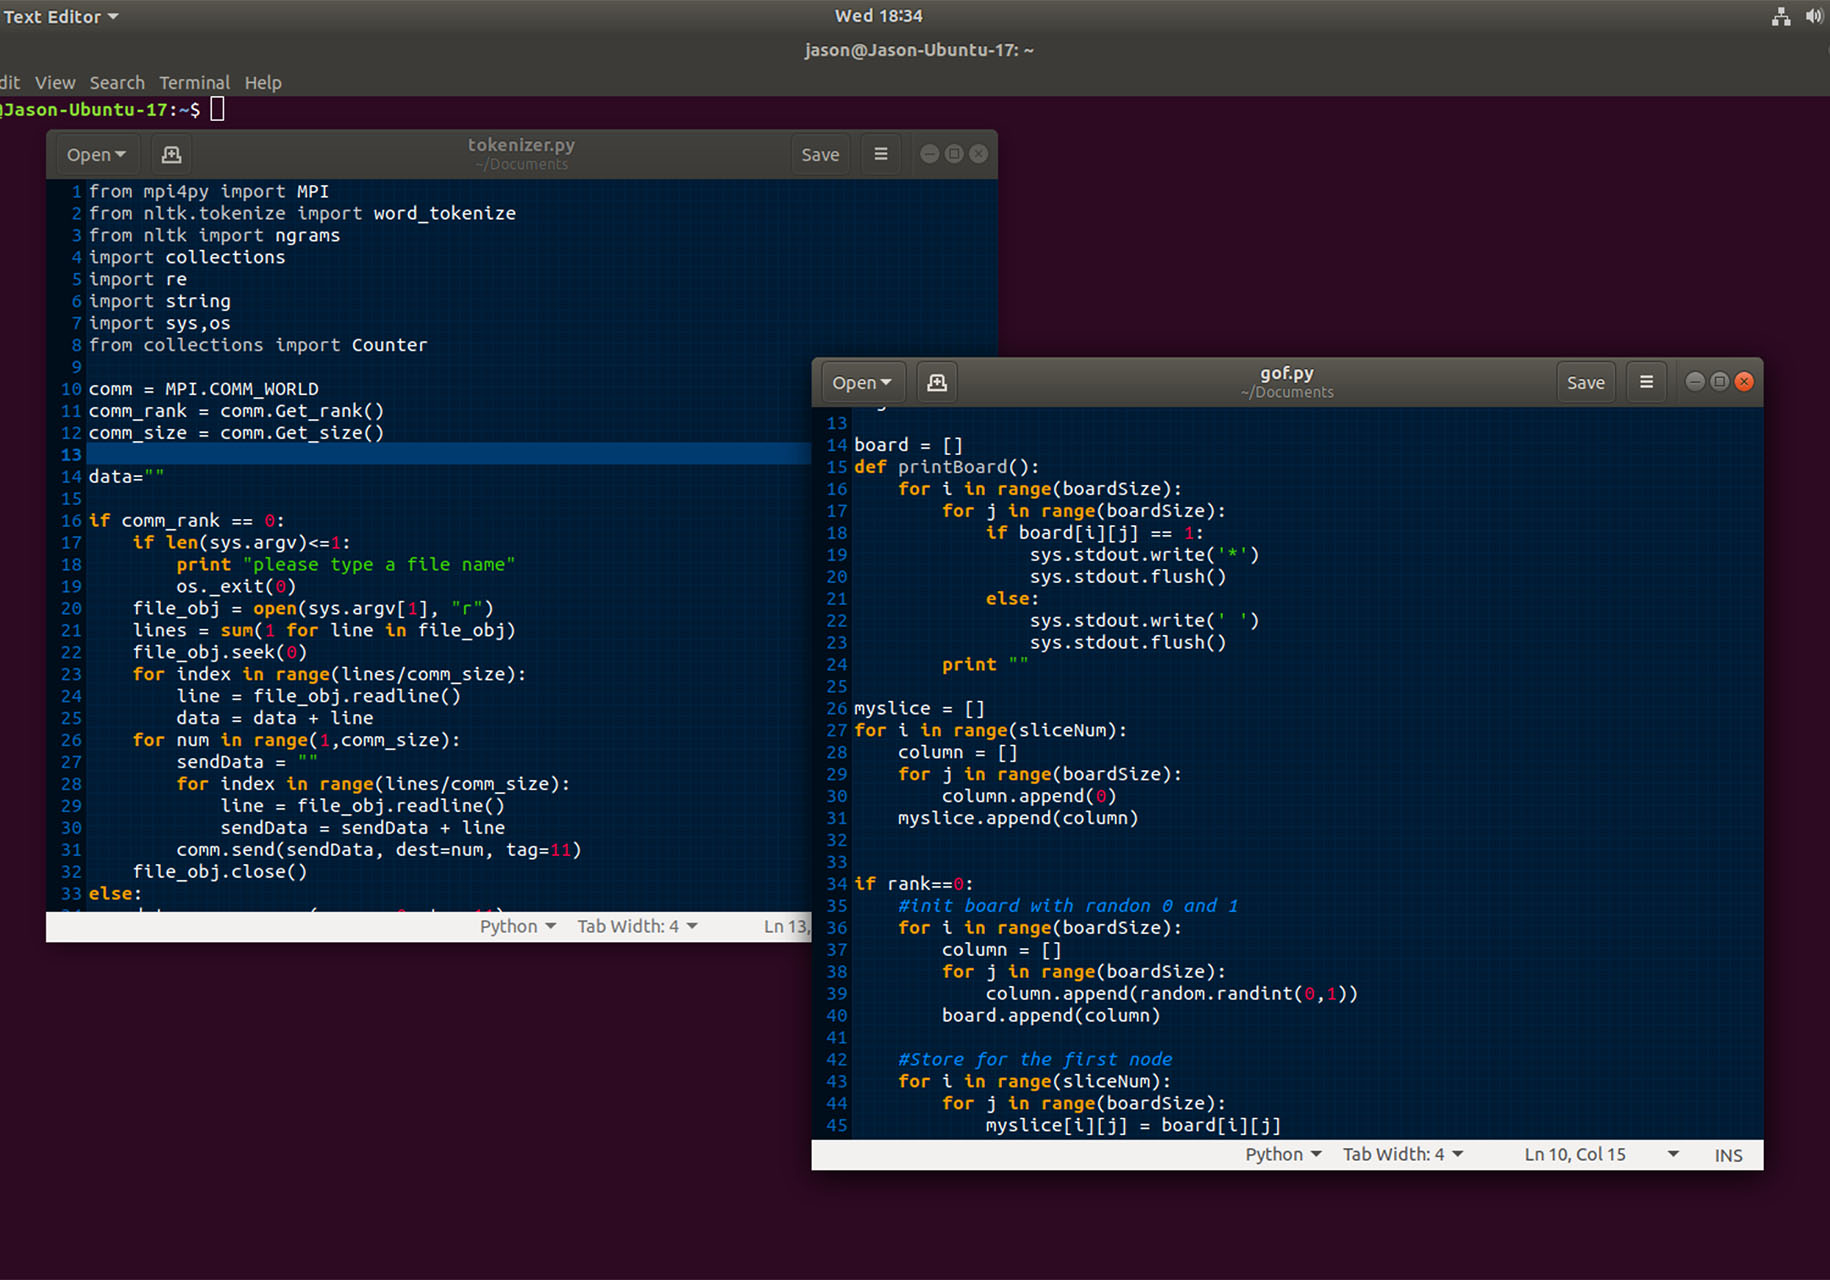 Text Editor
Wed 18:34
jason@Jason-Ubuntu-17: ~
dit View Search Terminal Help
@Jason-Ubuntu-17:~$
Open
tokenizer.py
~/Documents
Save
1 from mpi4py import MPI
2 from nltk.tokenize import word_tokenize
3 from nltk import ngrams
4 import collections
5 import re
6 import string
7 import sys,os
8 from collections import Counter
9
10 comm = MPI.COMM_WORLD
11 comm_rank = comm.Get_rank()
12 comm_size = comm.Get_size()
13
14 data=""
15
16 if comm_rank == 0:
17     if len(sys.argv)<=1:
18         print "please type a file name"
19         os._exit(0)
20     file_obj = open(sys.argv[1], "r")
21     lines = sum(1 for line in file_obj)
22     file_obj.seek(0)
23     for index in range(lines/comm_size):
24         line = file_obj.readline()
25         data = data + line
26     for num in range(1,comm_size):
27         sendData = ""
28         for index in range(lines/comm_size):
29             line = file_obj.readline()
30             sendData = sendData + line
31         comm.send(sendData, dest=num, tag=11)
32     file_obj.close()
33 else:
Python Tab Width: 4 Ln 13,
Open
gof.py
~/Documents
Save
13
14 board = []
15 def printBoard():
16     for i in range(boardSize):
17         for j in range(boardSize):
18             if board[i][j] == 1:
19                 sys.stdout.write('*')
20                 sys.stdout.flush()
21             else:
22                 sys.stdout.write(' ')
23                 sys.stdout.flush()
24         print ""
25
26 myslice = []
27 for i in range(sliceNum):
28     column = []
29     for j in range(boardSize):
30         column.append(0)
31     myslice.append(column)
32
33
34 if rank==0:
35     #init board with randon 0 and 1
36     for i in range(boardSize):
37         column = []
38         for j in range(boardSize):
39             column.append(random.randint(0,1))
40         board.append(column)
41
42     #Store for the first node
43     for i in range(sliceNum):
44         for j in range(boardSize):
45             myslice[i][j] = board[i][j]
Python Tab Width: 4 Ln 10, Col 15 INS